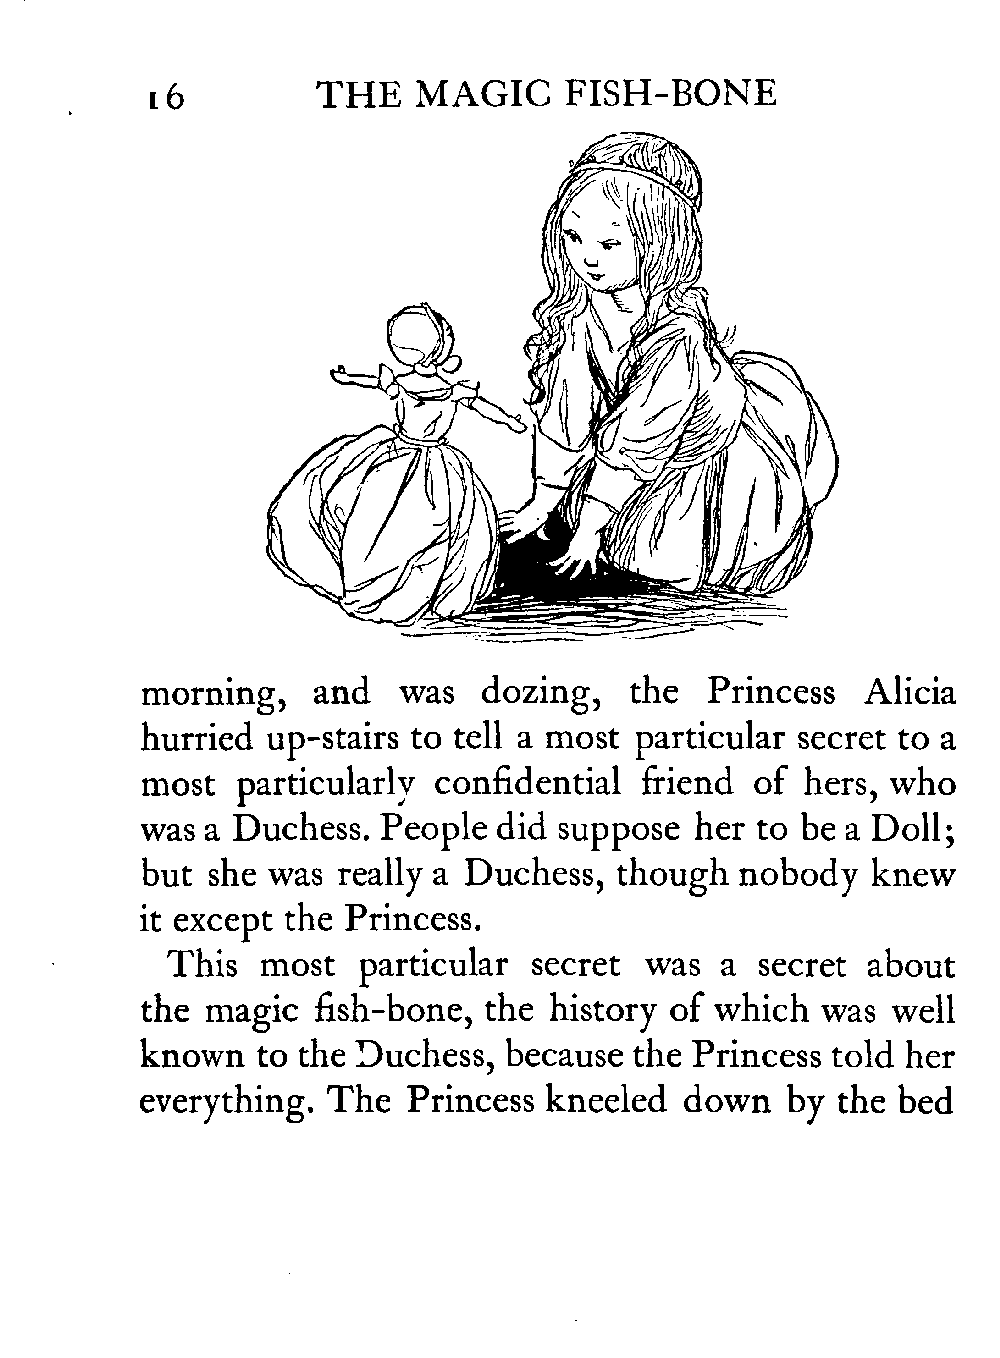 16 THE MAGIC FISH-BONE
morning, and was dozing, the Princess Alicia
hurried up-stairs to tell a most particular secret to a
most particularly confidential friend of hers, who
was a Duchess. People did suppose her to be a Doll;
but she was really a Duchess, though nobody knew
it except the Princess.
This most particular secret was a secret about
the magic fish-bone, the history of which was well
known to the Duchess, because the Princess told her
everything. The Princess kneeled down by the bed